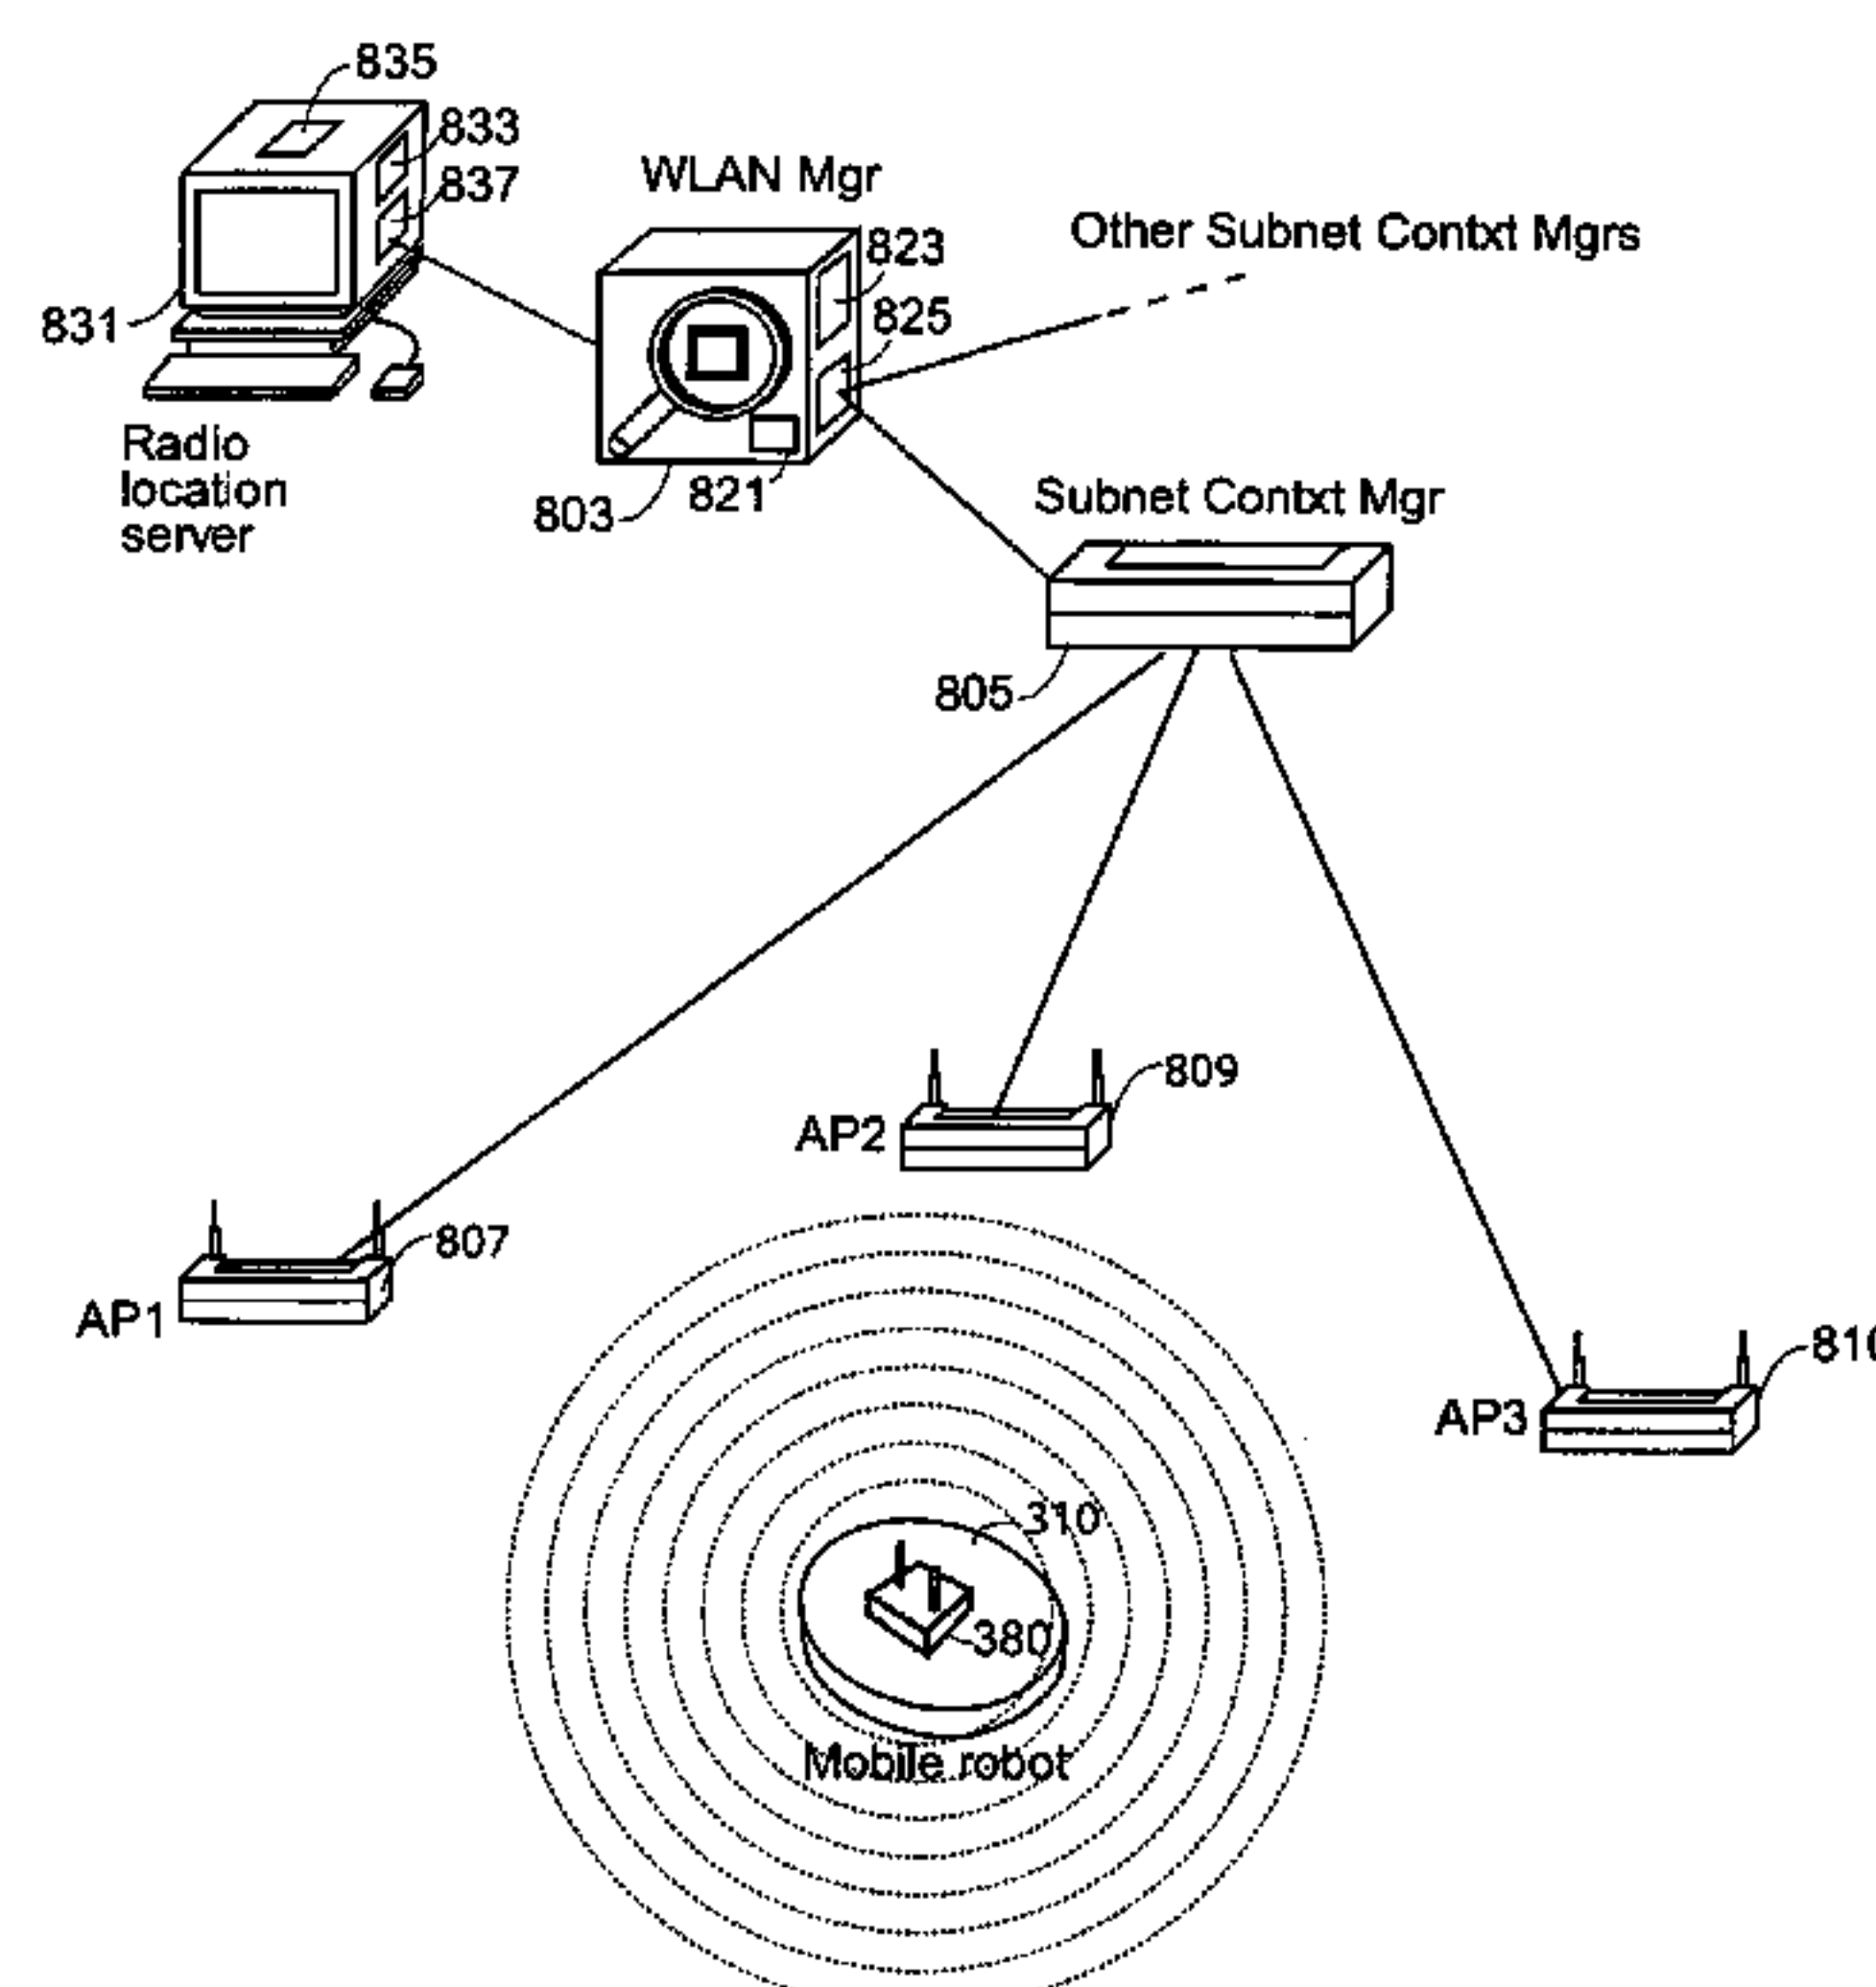 835
833
837
WLAN Mgr
823
Other Subnet Contxt Mgrs
825
831
Radio
location
server
803
821
Subnet Contxt Mgr
805
809
AP2
807
AP1
810
AP3
310
380
Mobile robot